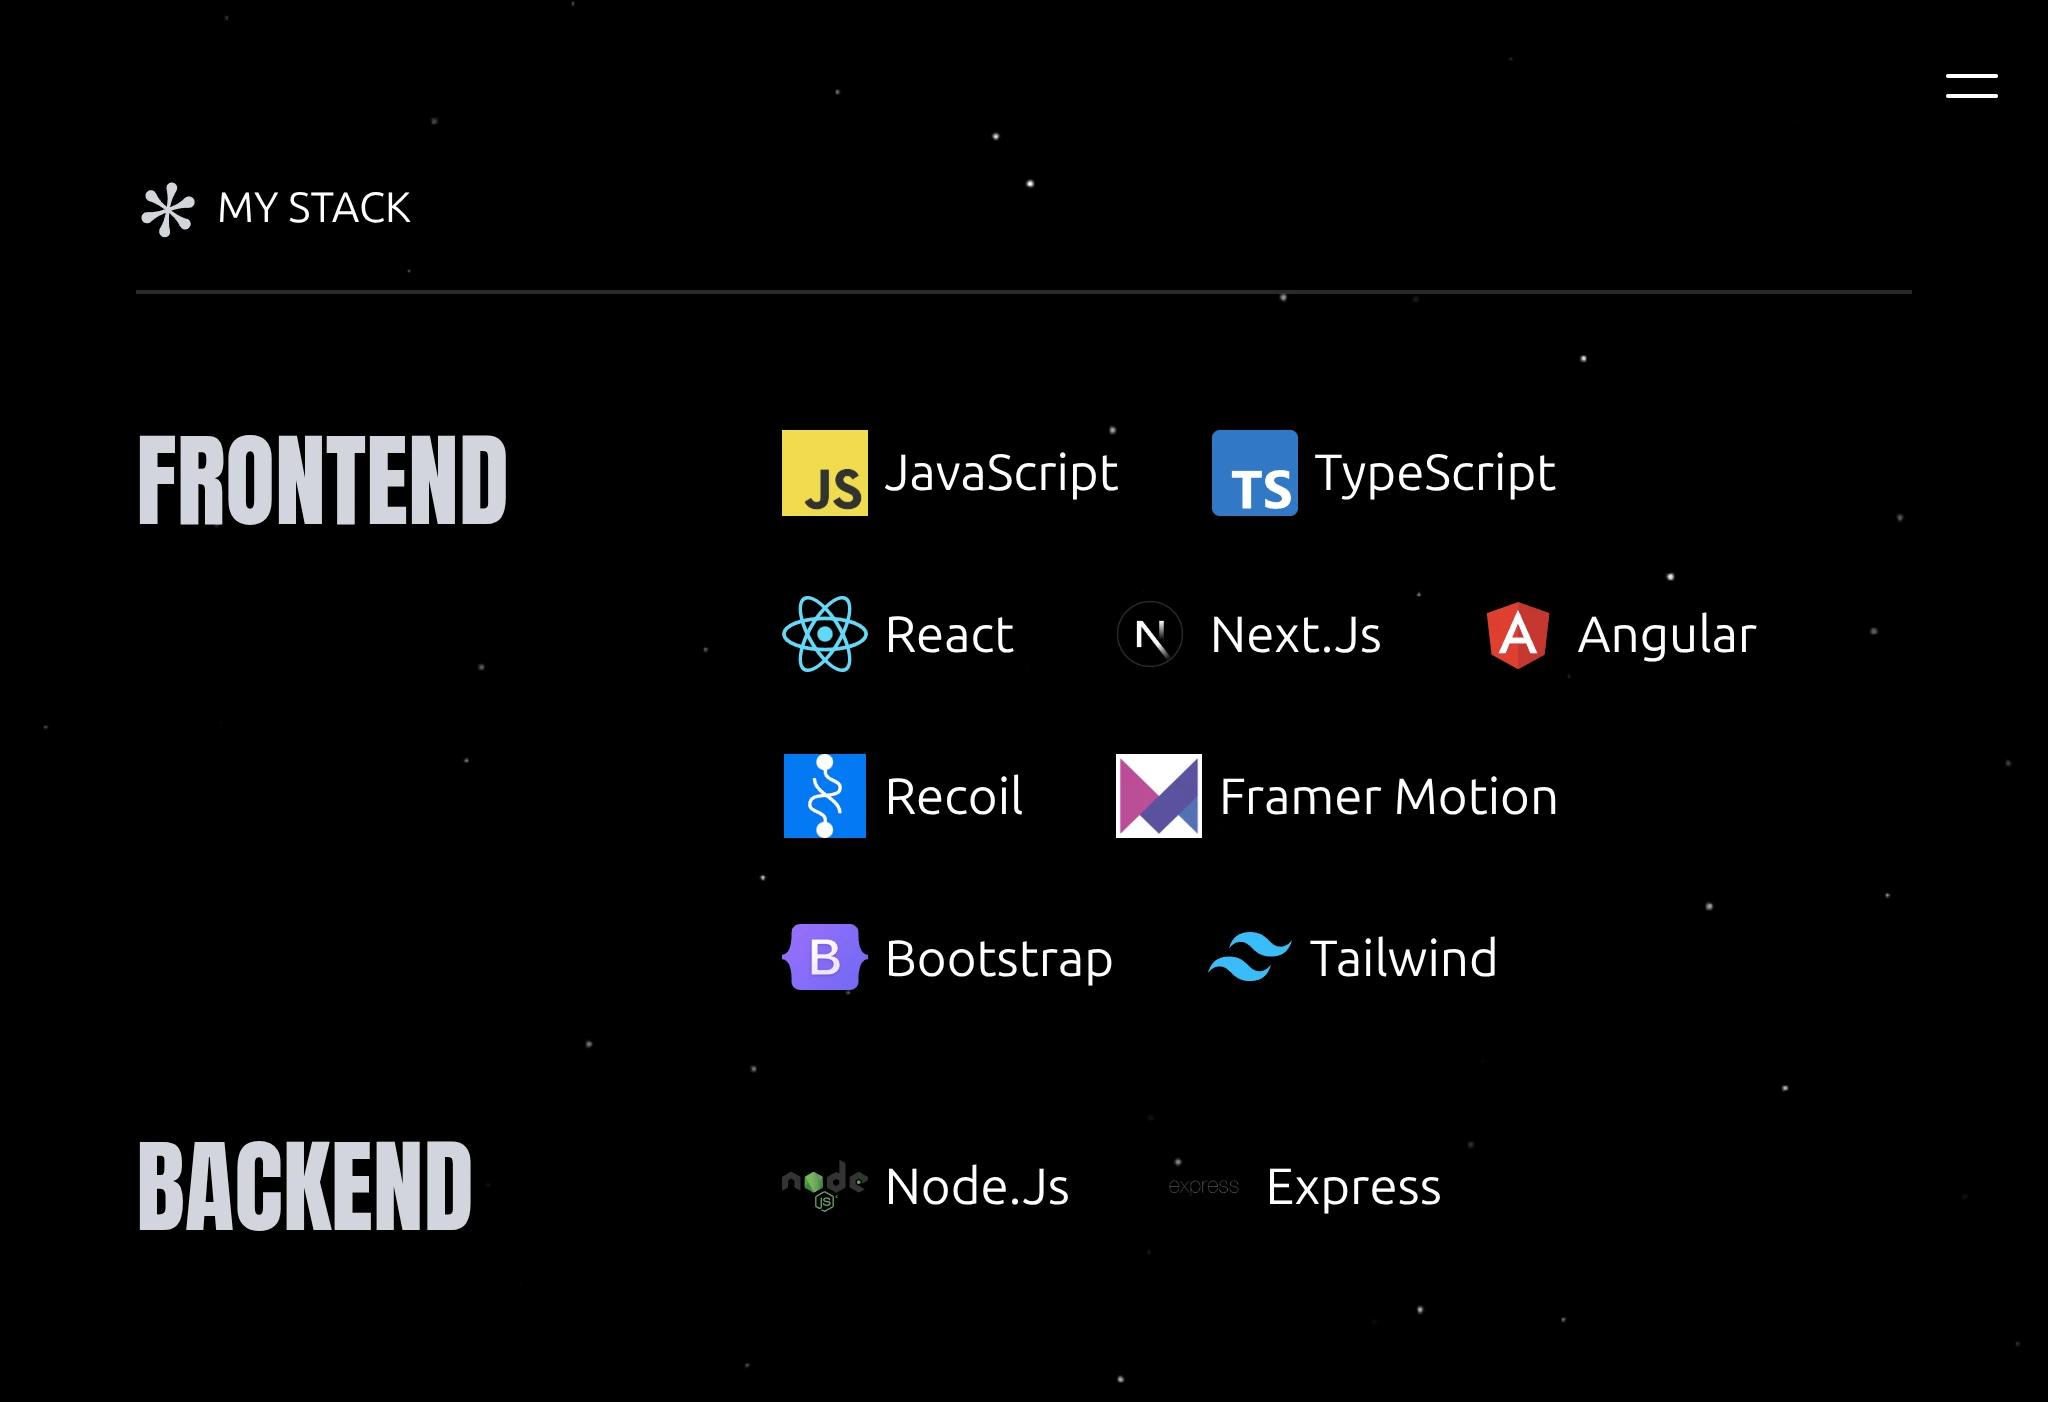 MY STACK
FRONTEND
JS JavaScript TS TypeScript
React N Next.Js A Angular
Recoil Framer Motion
B Bootstrap Tailwind
BACKEND
node JS Node.Js express Express